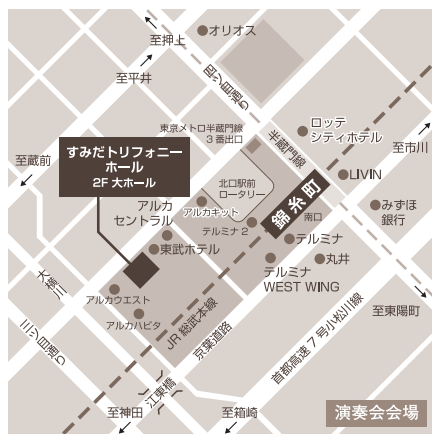 オリオス
至押上
至平井
四ツ目通り
東京メトロ半蔵門線
3番出口
半蔵門線
ロッテ
シティホテル
至市川
至蔵前
すみだトリフォニー
ホール
2F 大ホール
北口駅前
ロータリー
錦糸町
LIVIN
アルカ
セントラル
アルカキット
南口
みずほ
銀行
東武ホテル
テルミナ2
テルミナ
丸井
テルミナ
WEST WING
大横川
アルカウエスト
アルカハビタ
JR総武本線
京葉道路
首都高速7号小松川線
至東陽町
三ツ目通り
江東橋
至神田
至箱崎
演奏会会場